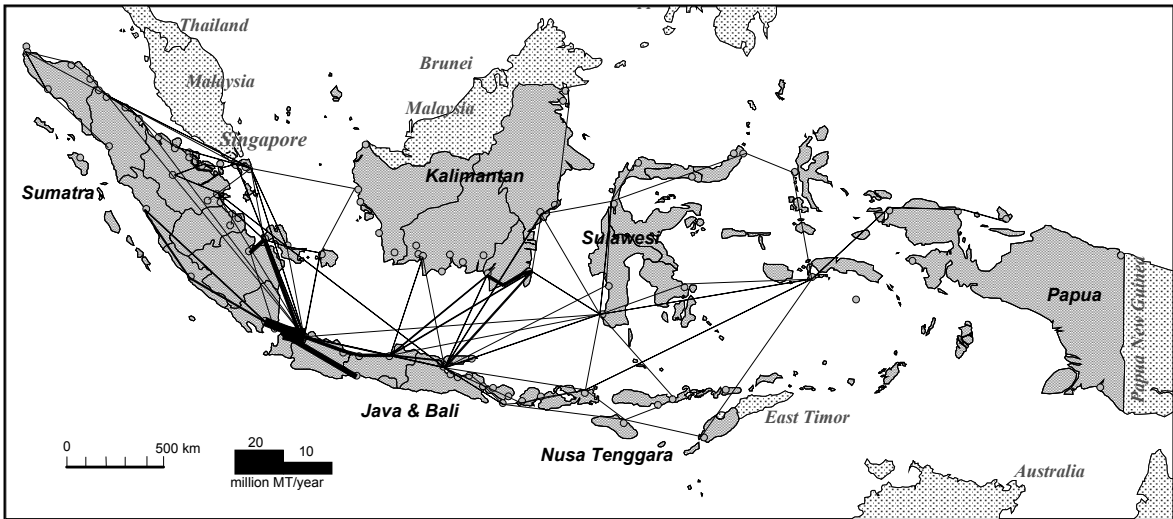 Thailand
Brunei
Malaysia
Malaysia
Singapore
Kalimantan
Sumatra
Sulawesi
Papua
Papua New Guinea
Java & Bali
East Timor
Nusa Tenggara
Australia
0 500 km
20
10
million MT/year